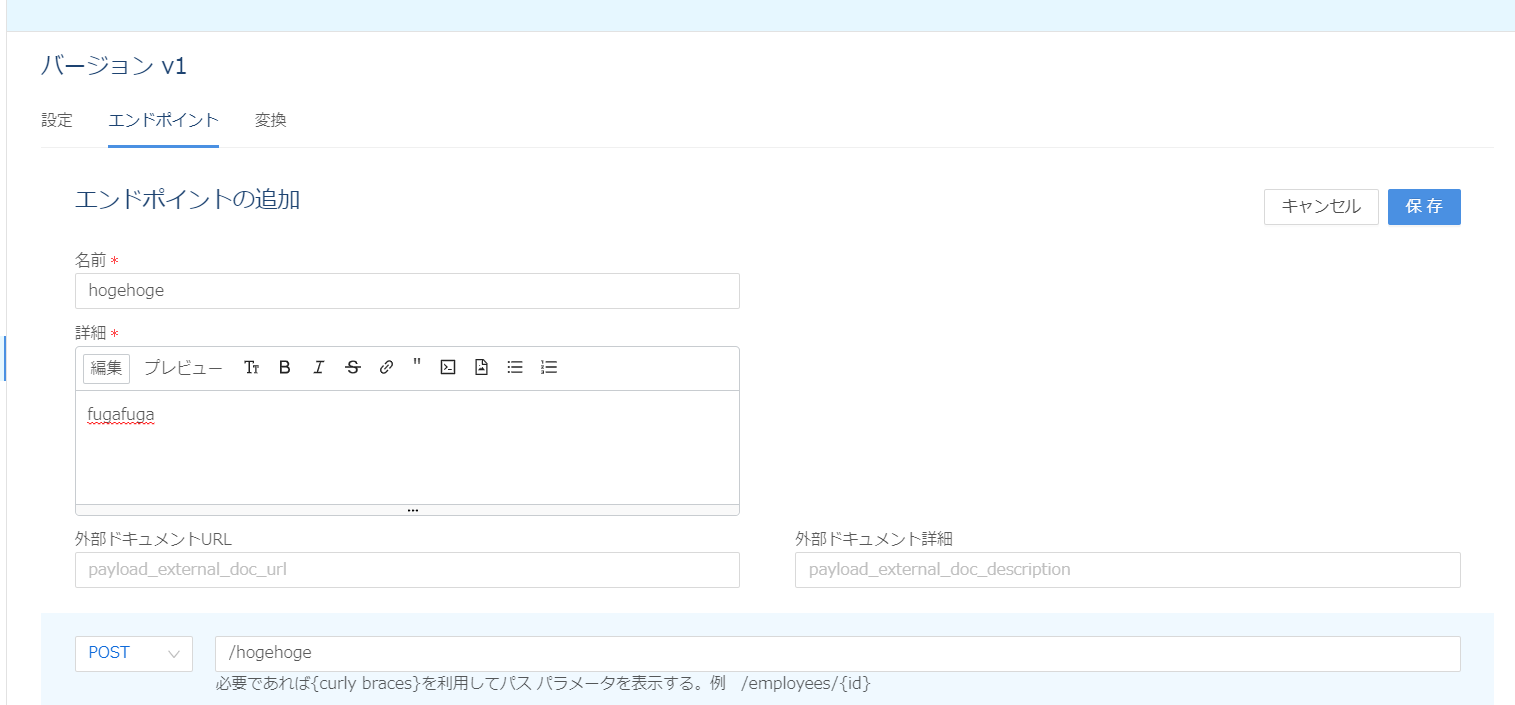 バージョン v1
設定 エンドポイント 変換
エンドポイントの追加
キャンセル 保存
名前 *
hogehoge
詳細 *
編集 プレビュー
fugafuga
外部ドキュメントURL 外部ドキュメント詳細
payload_external_doc_url payload_external_doc_description
POST /hogehoge
必要であれば{curly braces}を利用してパス パラメータを表示する。例　/employees/{id}